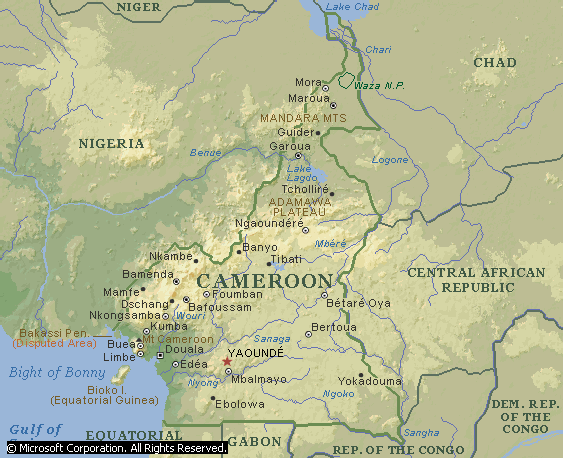 NIGER
Lake Chad
Chari
CHAD
Mora
Waza N.P.
Maroua
MANDARA MTS
NIGERIA
Guider
Garoua
Benue
Logone
Lake
Lagdo
Tcholliré
ADAMAWA
PLATEAU
Ngaoundéré
Mbéré
Banyo
Nkambe
Tibati
Bamenda
CAMEROON
CENTRAL AFRICAN
REPUBLIC
Mamfe
Foumban
Dschang
Bafoussam
Bétaré Oya
Nkongsamba
Wouri
Kumba
Bertoua
Bakassi Pen.
(Disputed Area)
Mt Cameroon
Sanaga
Buea
Limbe
Douala
YAOUNDÉ
Edéa
Bight of Bonny
Mbalmayo
Nyong
Yokadouma
Bioko I.
(Equatorial Guinea)
Ebolowa
Ngoko
DEM. REP.
OF THE CONGO
Gulf of
EQUATORIAL
GABON
Sangha
REP. OF THE CONGO
© Microsoft Corporation. All Rights Reserved.